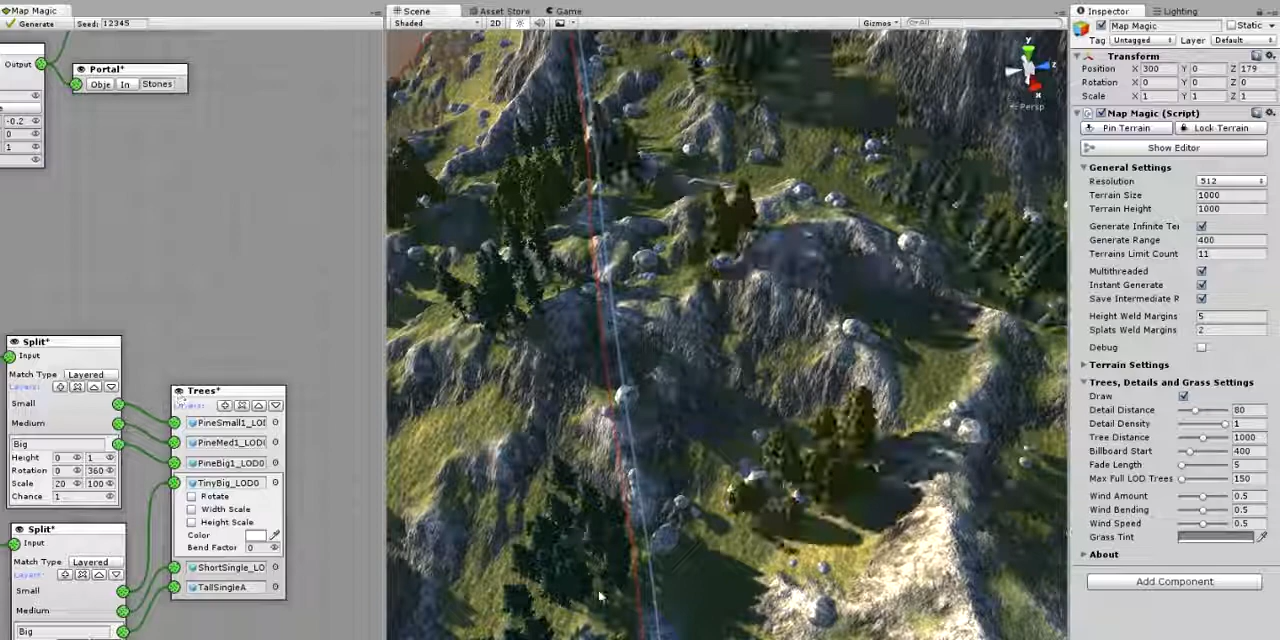 Map Magic
Generate
Seed:
12345
Output
Portal*
Obje
In
Stones
-0.2
0
1
Split*
Input
Match Type
Layered
Layers:
Small
Medium
Big
Height
0
1
Rotation
0
360
Scale
20
100
Chance
1
Split*
Input
Match Type
Layered
Layers:
Small
Medium
Big
Trees*
PineSmall1_LOD
PineMed1_LOD
PineBig1_LOD0
TinyBig_LOD0
Rotate
Width Scale
Height Scale
Color
Bend Factor
0
ShortSingle_LO
TallSingleA
Scene
Asset Store
Game
Shaded
2D
Gizmos
All
y
z
x
Persp
Inspector
Lighting
Map Magic
Static
Tag
Untagged
Layer
Default
Transform
Position
X
300
Y
0
Z
179
Rotation
X
0
Y
0
Z
0
Scale
X
1
Y
1
Z
1
Map Magic (Script)
Pin Terrain
Lock Terrain
Show Editor
General Settings
Resolution
512
Terrain Size
1000
Terrain Height
1000
Generate Infinite Te
Generate Range
400
Terrains Limit Count
11
Multithreaded
Instant Generate
Save Intermediate R
Height Weld Margins
5
Splats Weld Margins
2
Debug
Terrain Settings
Trees, Details and Grass Settings
Draw
Detail Distance
80
Detail Density
1
Tree Distance
1000
Billboard Start
400
Fade Length
5
Max Full LOD Trees
150
Wind Amount
0.5
Wind Bending
0.5
Wind Speed
0.5
Grass Tint
About
Add Component